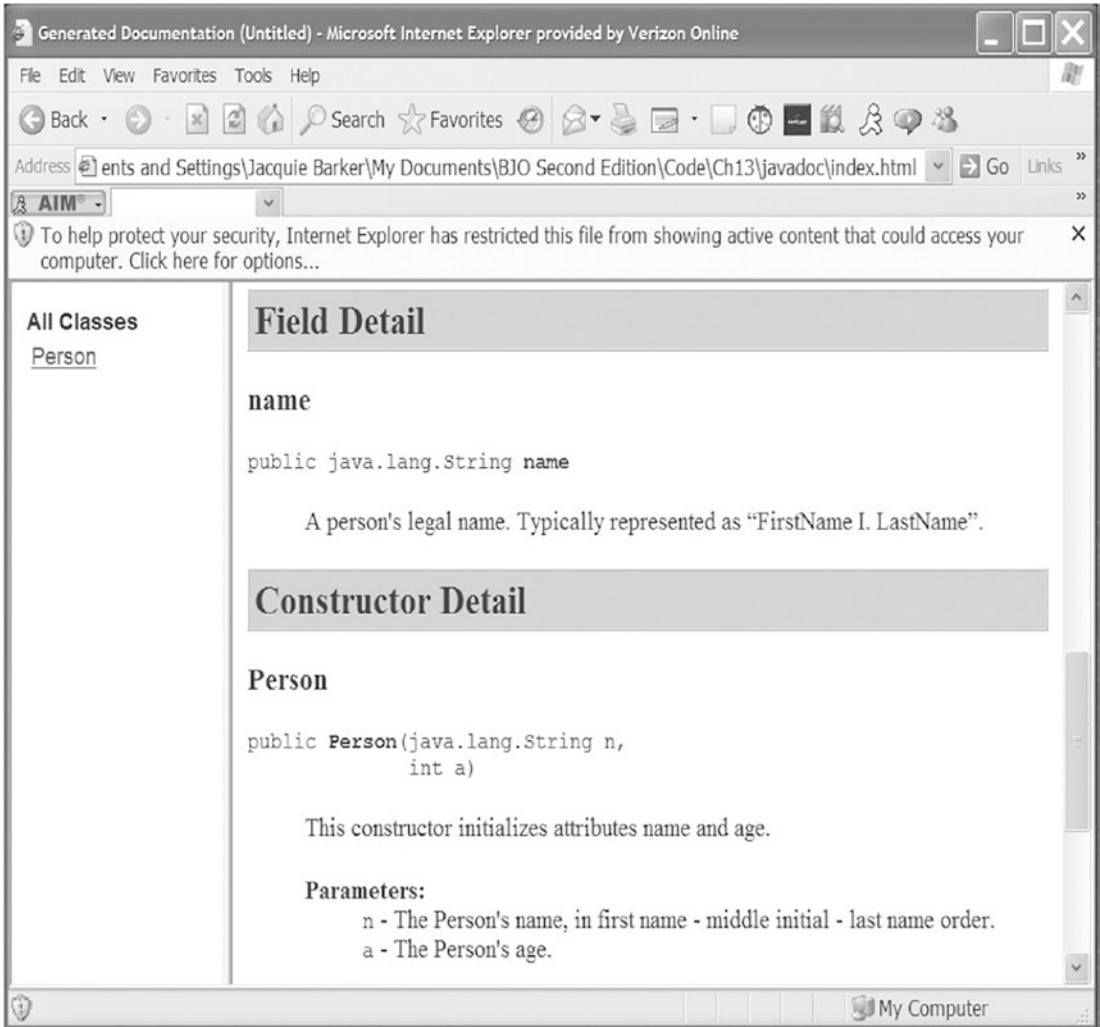 Generated Documentation (Untitled) - Microsoft Internet Explorer provided by Verizon Online
File Edit View Favorites Tools Help
Back Search Favorites
Address ents and Settings\Jacquie Barker\My Documents\BJO Second Edition\Code\Ch13\javadoc\index.html Go Links »
AIM® »
To help protect your security, Internet Explorer has restricted this file from showing active content that could access your
computer. Click here for options...
All Classes
Person
Field Detail
name
public java.lang.String name
A person's legal name. Typically represented as “FirstName I. LastName”.
Constructor Detail
Person
public Person(java.lang.String n,
int a)
This constructor initializes attributes name and age.
Parameters:
n - The Person's name, in first name - middle initial - last name order.
a - The Person's age.
My Computer